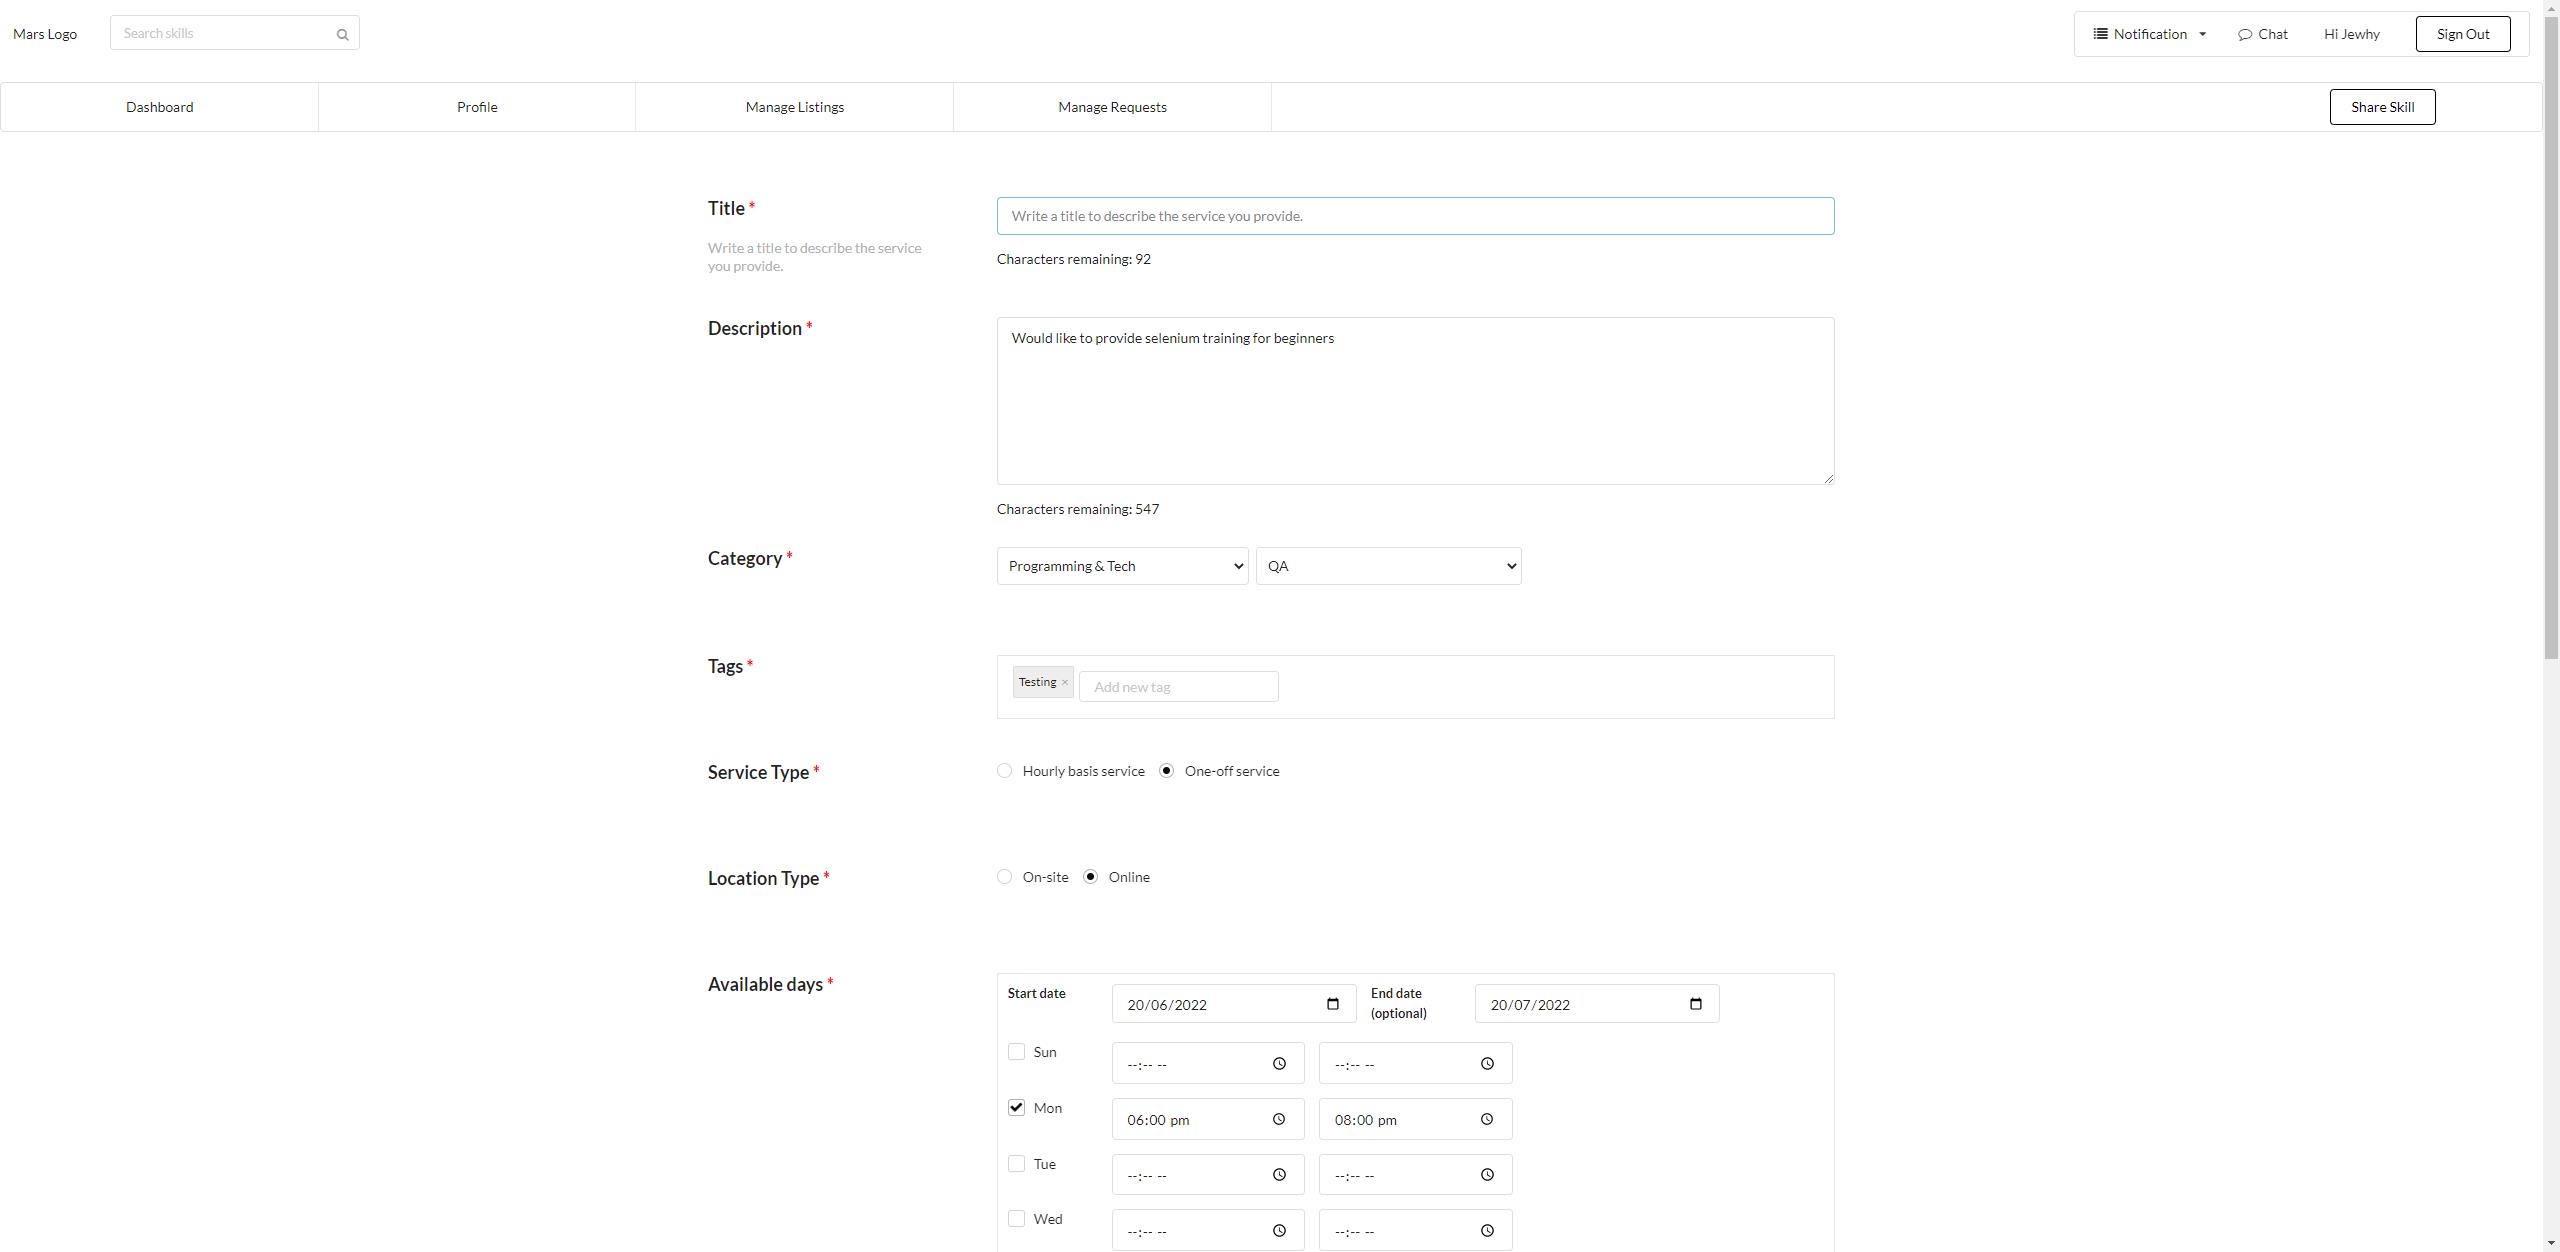 Mars Logo
Search skills
Notification
Chat
Hi Jewhy
Sign Out
Dashboard
Profile
Manage Listings
Manage Requests
Share Skill
Title *
Write a title to describe the service
you provide.
Write a title to describe the service you provide.
Characters remaining: 92
Description *
Would like to provide selenium training for beginners
Characters remaining: 547
Category *
Programming & Tech
QA
Tags *
Testing ×
Add new tag
Service Type *
Hourly basis service
One-off service
Location Type *
On-site
Online
Available days *
Start date
20/06/2022
End date
(optional)
20/07/2022
Sun
--:-- --
--:-- --
Mon
06:00 pm
08:00 pm
Tue
--:-- --
--:-- --
Wed
--:-- --
--:-- --